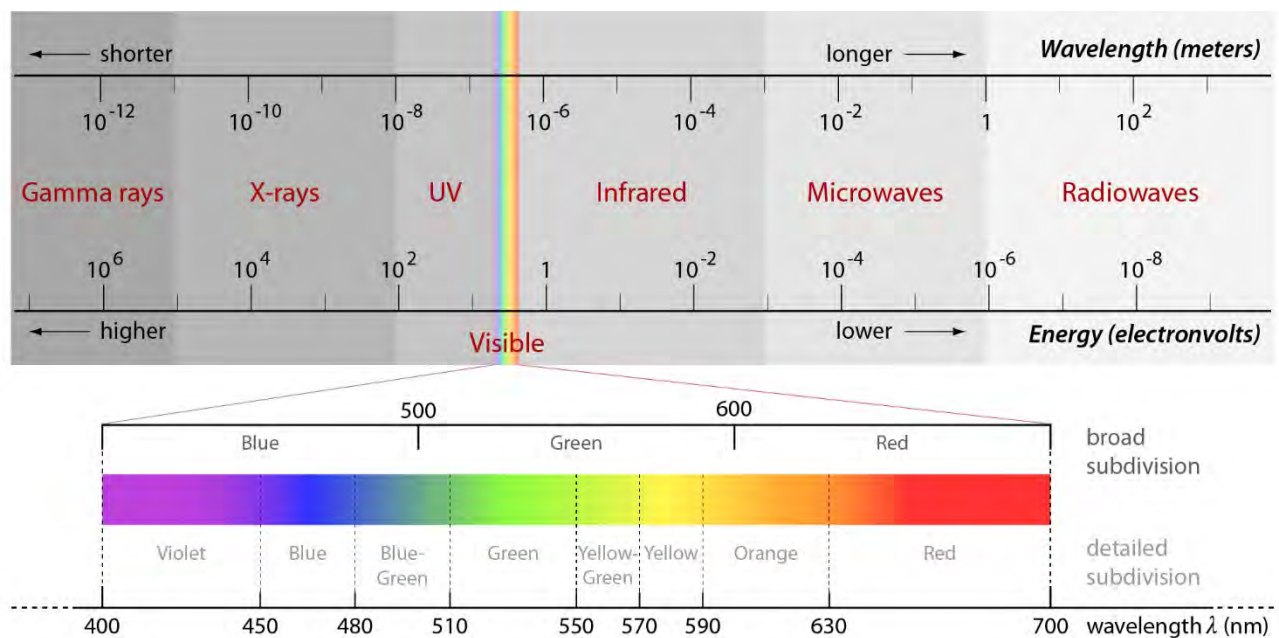 shorter longer Wavelength (meters)
10⁻¹² 10⁻¹⁰ 10⁻⁸ 10⁻⁶ 10⁻⁴ 10⁻² 1 10²
Gamma rays X-rays UV Infrared Microwaves Radiowaves
10⁶ 10⁴ 10² 1 10⁻² 10⁻⁴ 10⁻⁶ 10⁻⁸
higher lower Energy (electronvolts)
Visible
500 600
Blue Green Red broad
subdivision
Violet Blue Blue- Green Yellow- Yellow Orange Red detailed
Green Green subdivision
400 450 480 510 550 570 590 630 700 wavelength λ (nm)